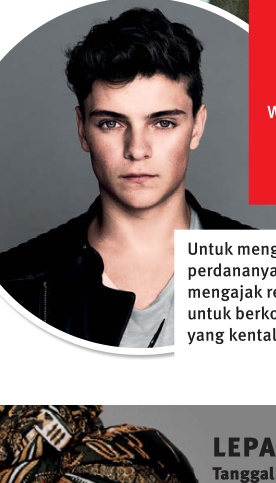 W
Untuk meng
perdananya
mengajak re
untuk berko
yang kental
LEPA
Tanggal